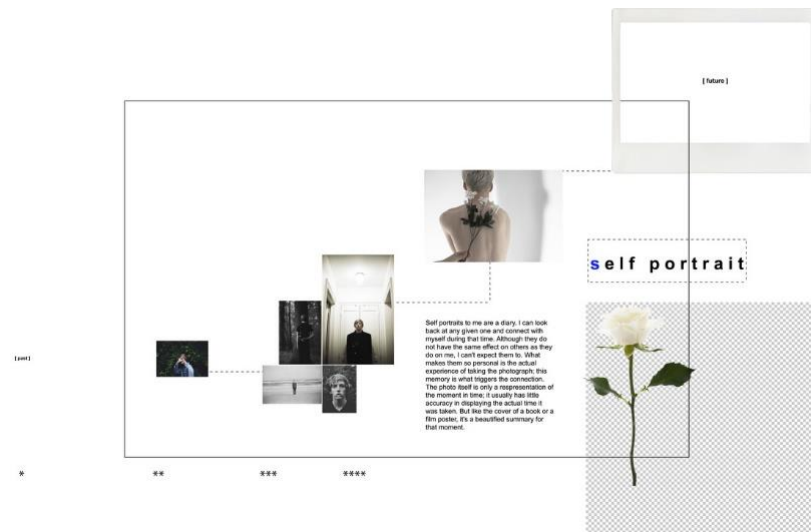 [ future ]
self portrait
Self portraits to me are a diary. I can look
back at any given one and connect with
myself during that time. Although they do
not have the same effect on others as they
do on me, I can't expect them to. What
makes them so personal is the actual
experience of taking the photograph; this
memory is what triggers the connection.
The photo itself is only a respresentation of
the moment in time; it usually has little
accuracy in displaying the actual time it
was taken. But like the cover of a book or a
film poster, it's a beautified summary for
that moment.
[ past ]
*
**
***
****